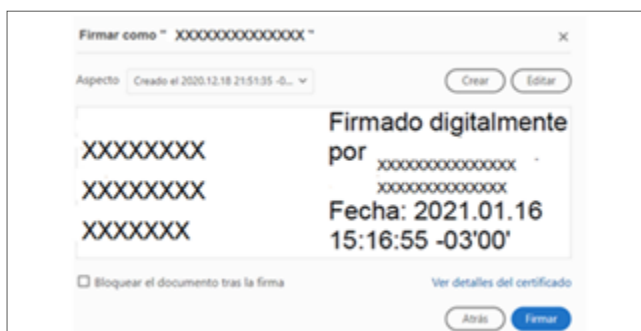 Firmar como " XXXXXXXXXXXXXXX "
×
Aspecto Creado el 2020.12.18 21:51:35 -0...
Crear Editar
XXXXXXXX
XXXXXXXX
XXXXXXX
Firmado digitalmente
por xxxxxxxxxxxxxxxx
xxxxxxxxxxxxxxx
Fecha: 2021.01.16
15:16:55 -03'00'
Bloquear el documento tras la firma
Ver detalles del certificado
Atrás Firmar